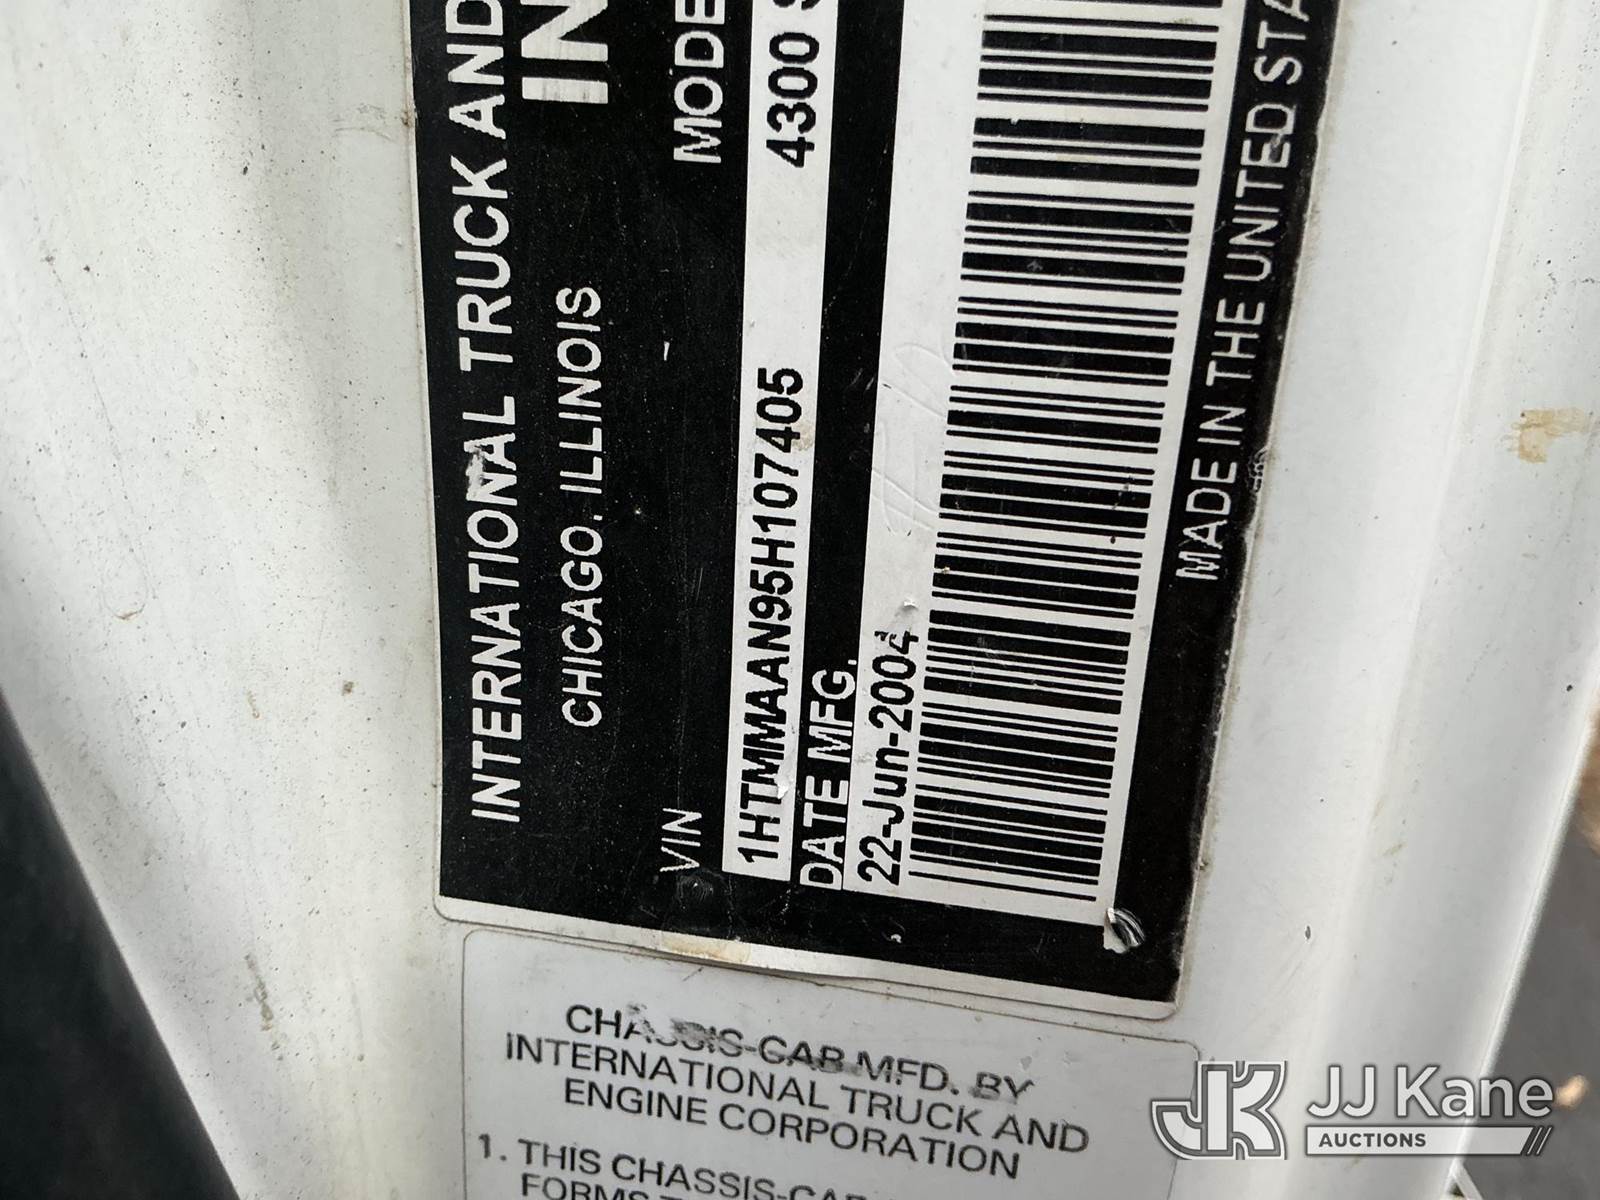 INTERNATIONAL TRUCK AND
IN
CHICAGO, ILLINOIS
MODE
VIN
4300 S
1HTMMAAN95H107405
DATE MFG.
22-Jun-2004
MADE IN THE UNITED STA
CHASSIS-CAB MFD. BY
INTERNATIONAL TRUCK AND
ENGINE CORPORATION
1. THIS CHASSIS-CAB
FORMS T
JJ Kane
AUCTIONS